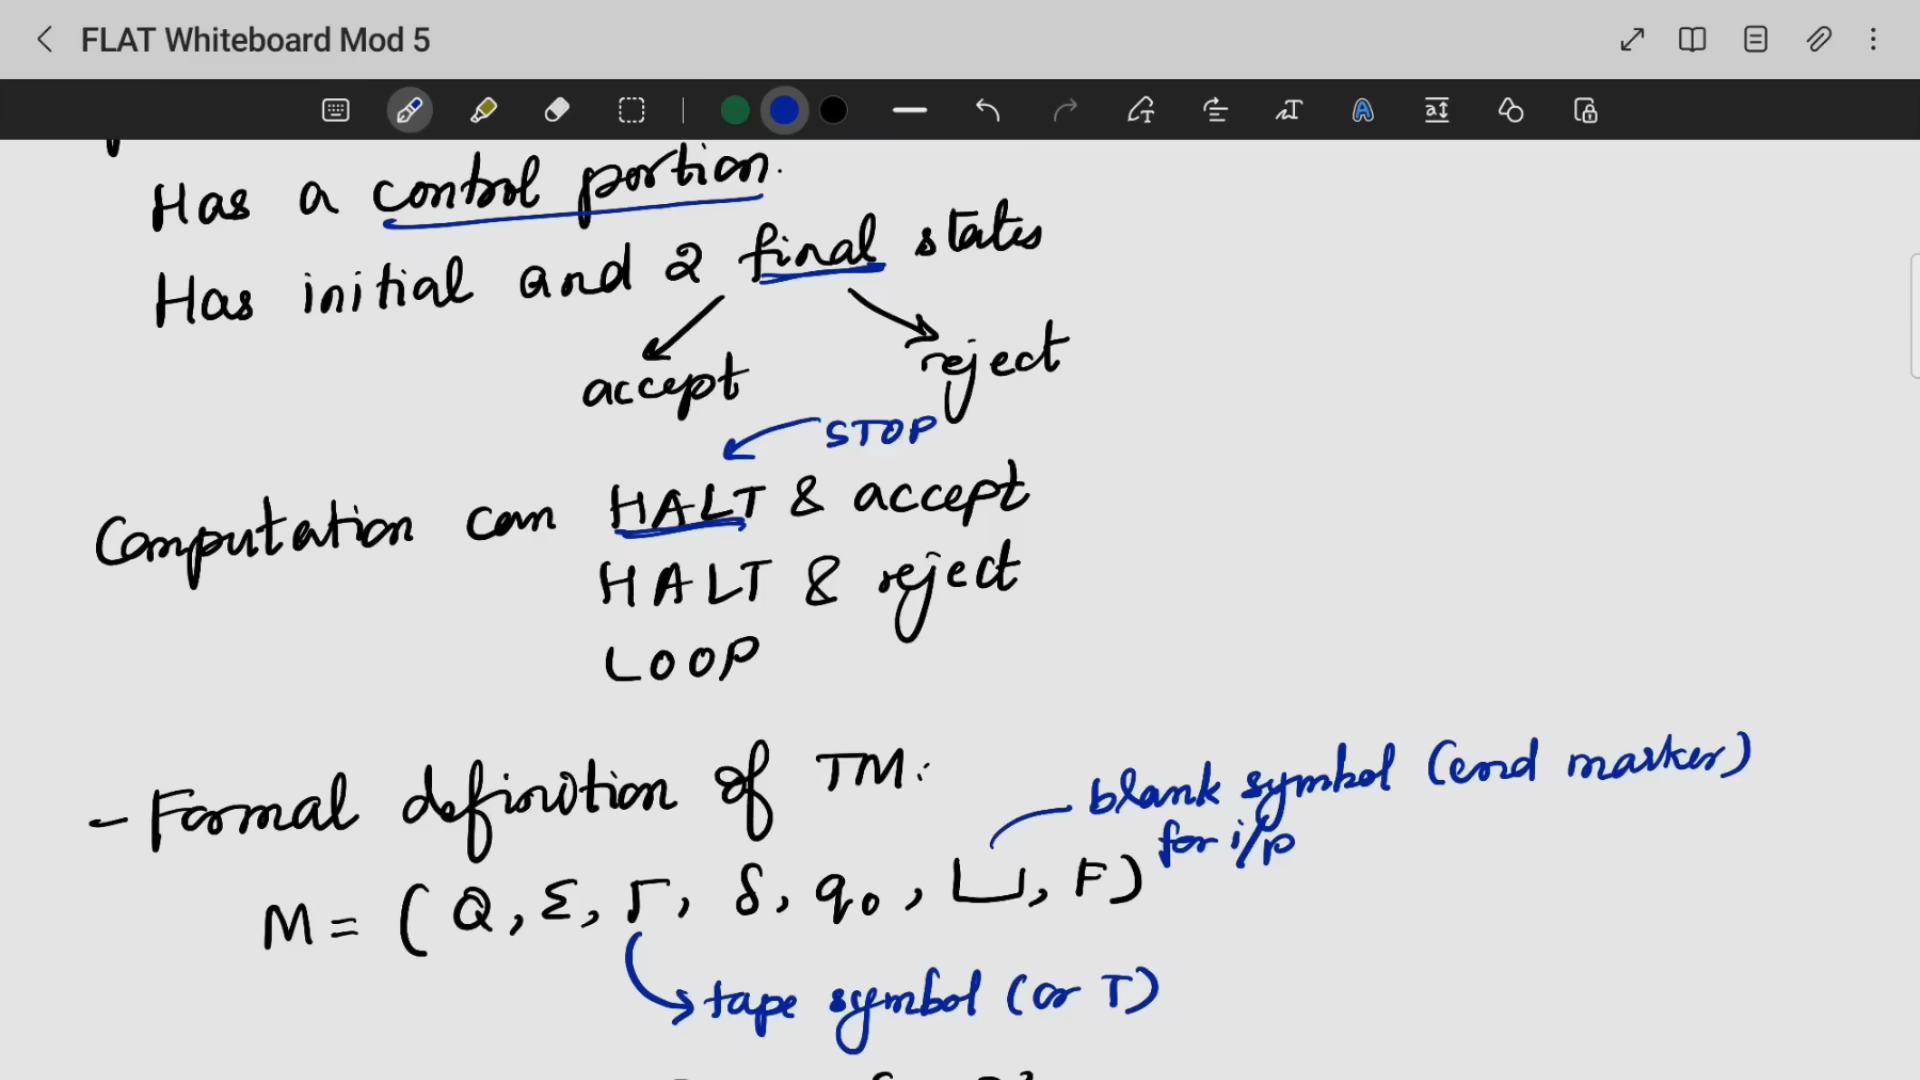 FLAT Whiteboard Mod 5
Has a control portion.
Has initial and 2 final states
accept reject
STOP
Computation can HALT & accept
HALT & reject
LOOP
- Formal definition of TM:
blank symbol (end marker)
for i/p
M = ( Q, Σ, Γ, δ, q₀, ⊔, F)
tape symbol (or T)